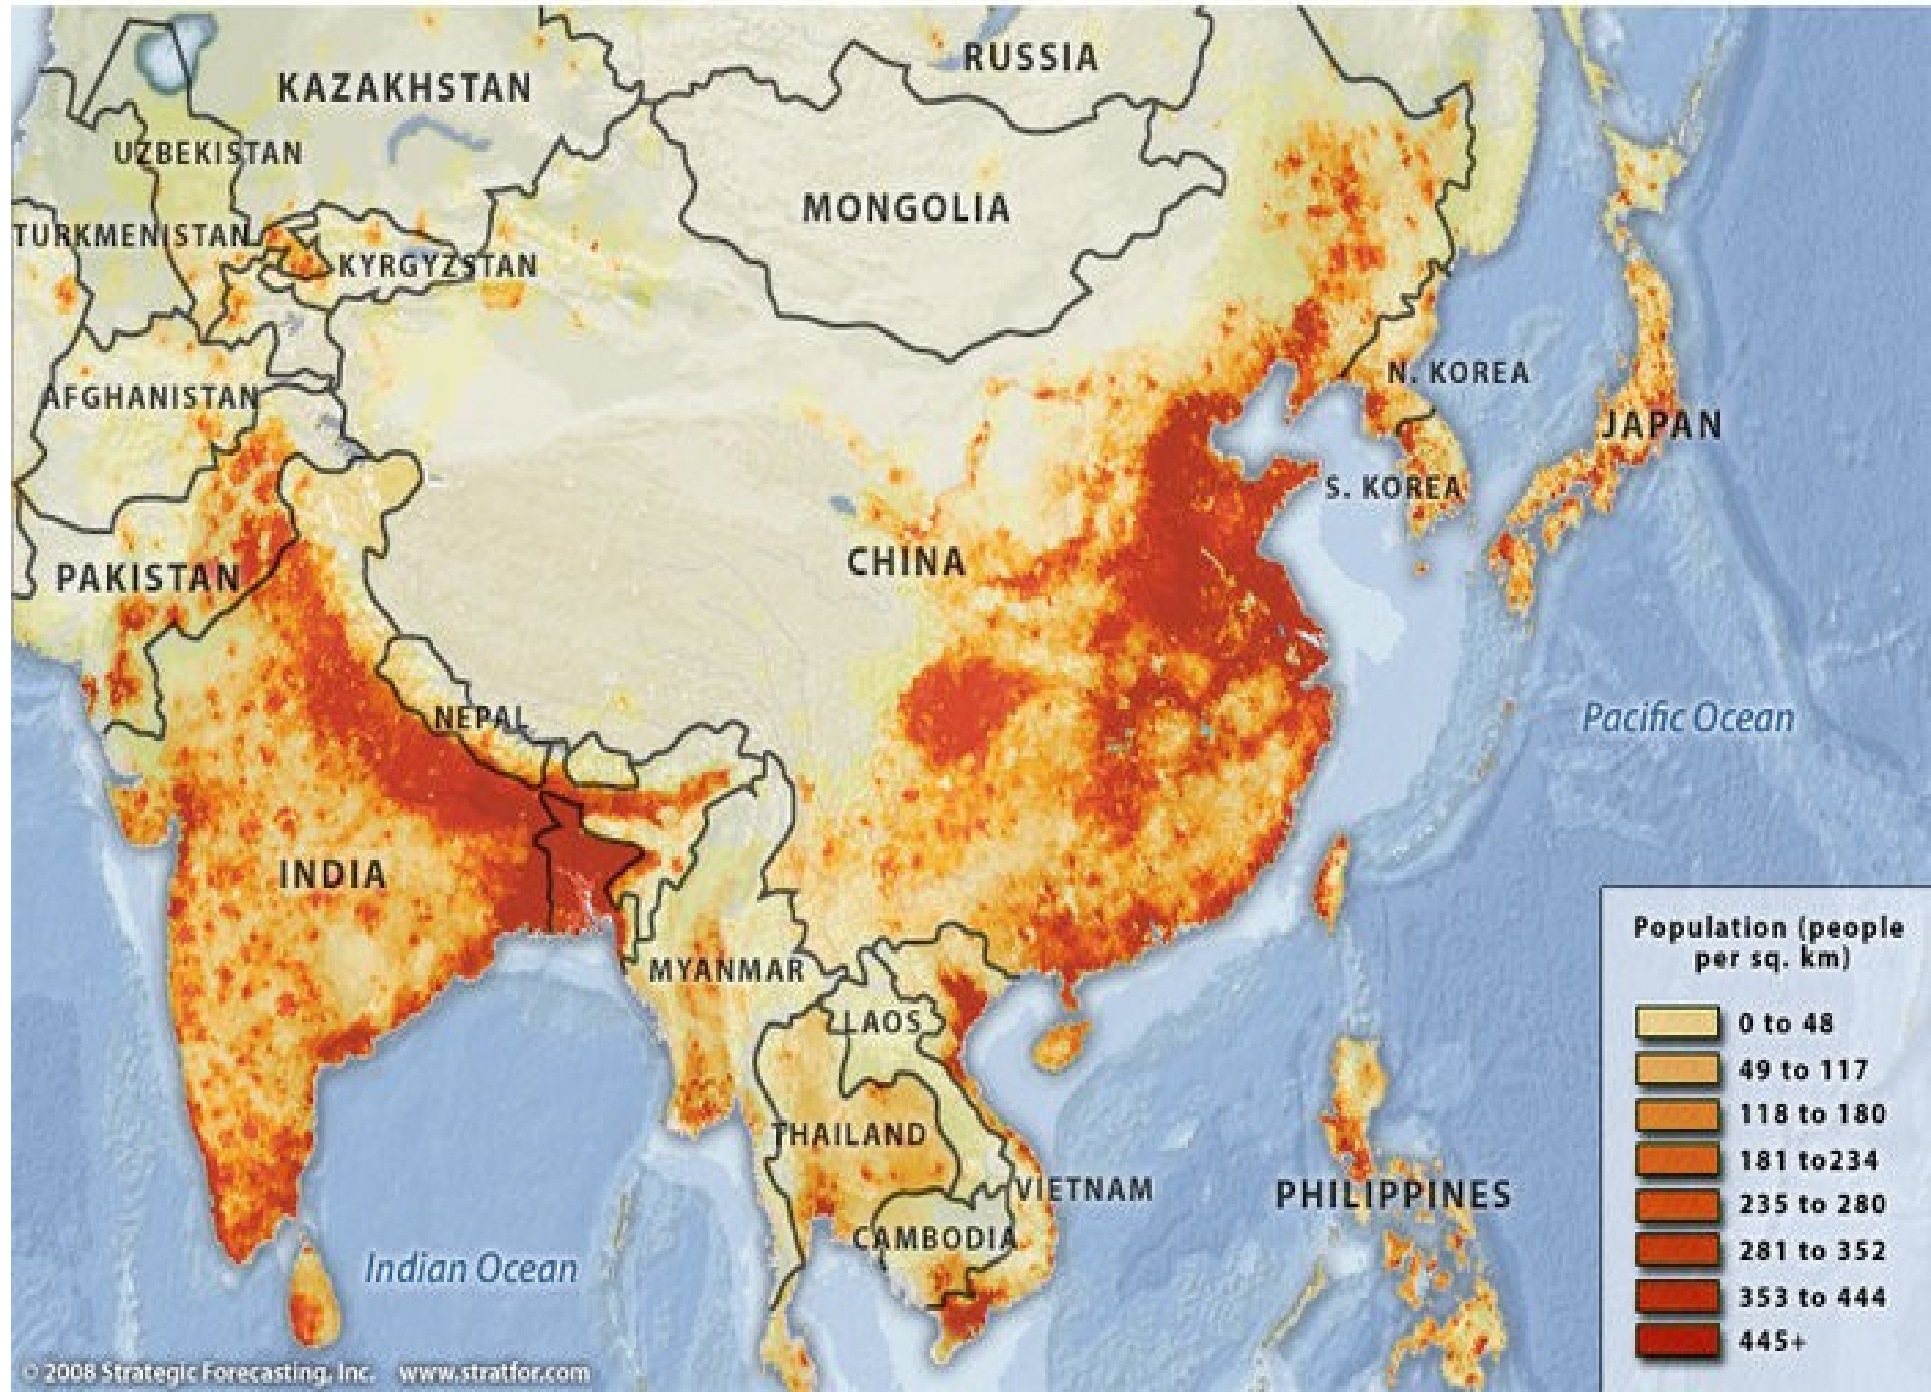 RUSSIA
KAZAKHSTAN
UZBEKISTAN
MONGOLIA
TURKMENISTAN
KYRGYZSTAN
N. KOREA
AFGHANISTAN
JAPAN
S. KOREA
CHINA
PAKISTAN
NEPAL
Pacific Ocean
INDIA
MYANMAR
LAOS
THAILAND
VIETNAM
PHILIPPINES
CAMBODIA
Indian Ocean
Population (people
per sq. km)
0 to 48
49 to 117
118 to 180
181 to234
235 to 280
281 to 352
353 to 444
445+
© 2008 Strategic Forecasting, Inc. www.stratfor.com